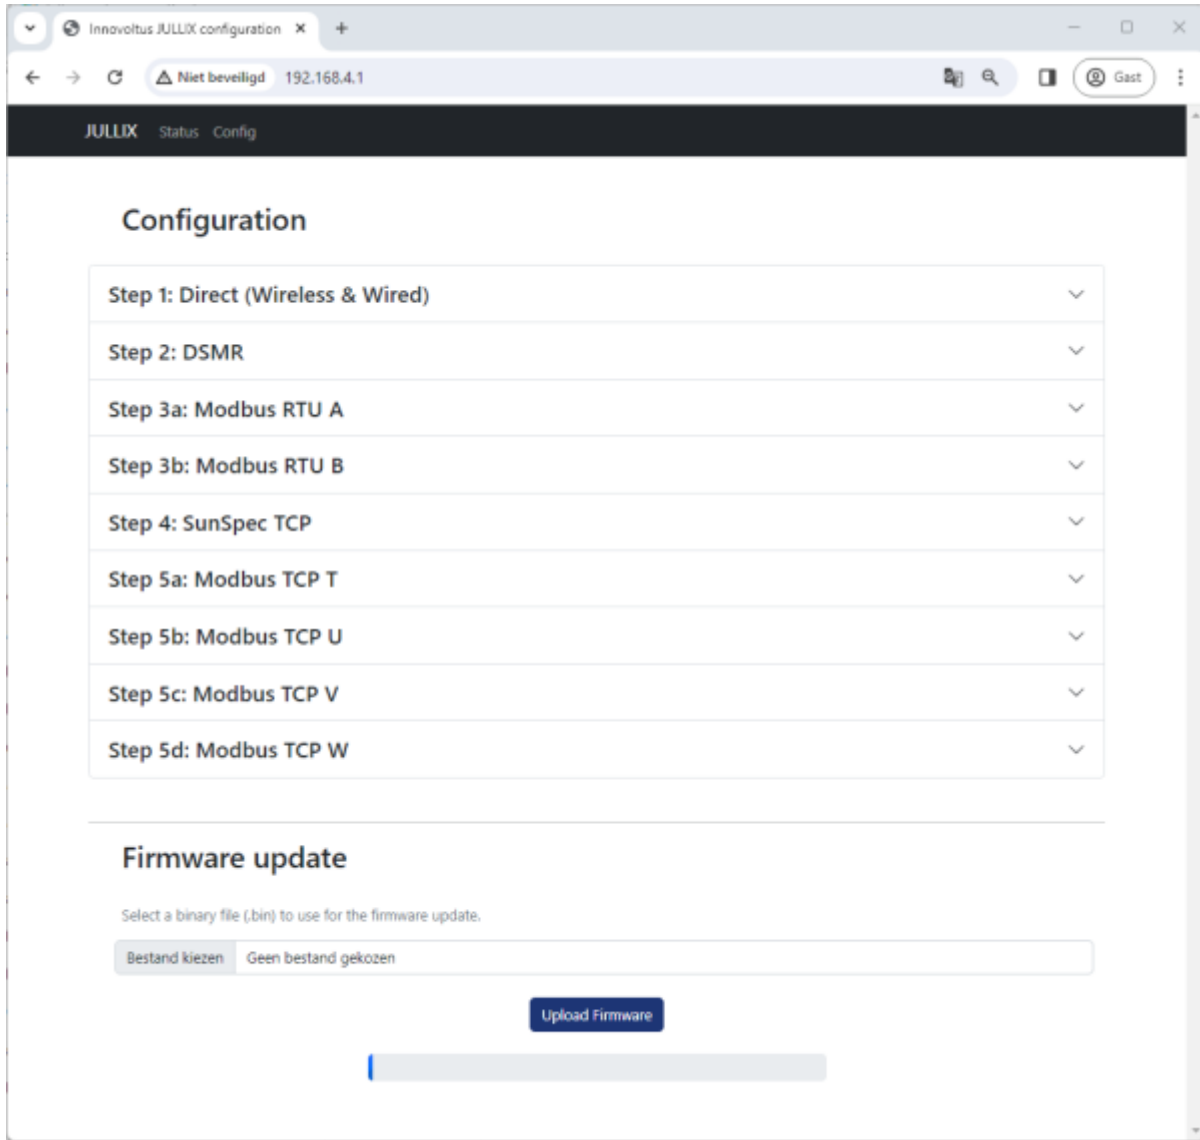 Innovoltus JULLIX configuration
Niet beveiligd 192.168.4.1 Gast
JULLIX Status Config
Configuration
Step 1: Direct (Wireless & Wired)
Step 2: DSMR
Step 3a: Modbus RTU A
Step 3b: Modbus RTU B
Step 4: SunSpec TCP
Step 5a: Modbus TCP T
Step 5b: Modbus TCP U
Step 5c: Modbus TCP V
Step 5d: Modbus TCP W
Firmware update
Select a binary file (.bin) to use for the firmware update.
Bestand kiezen Geen bestand gekozen
Upload Firmware